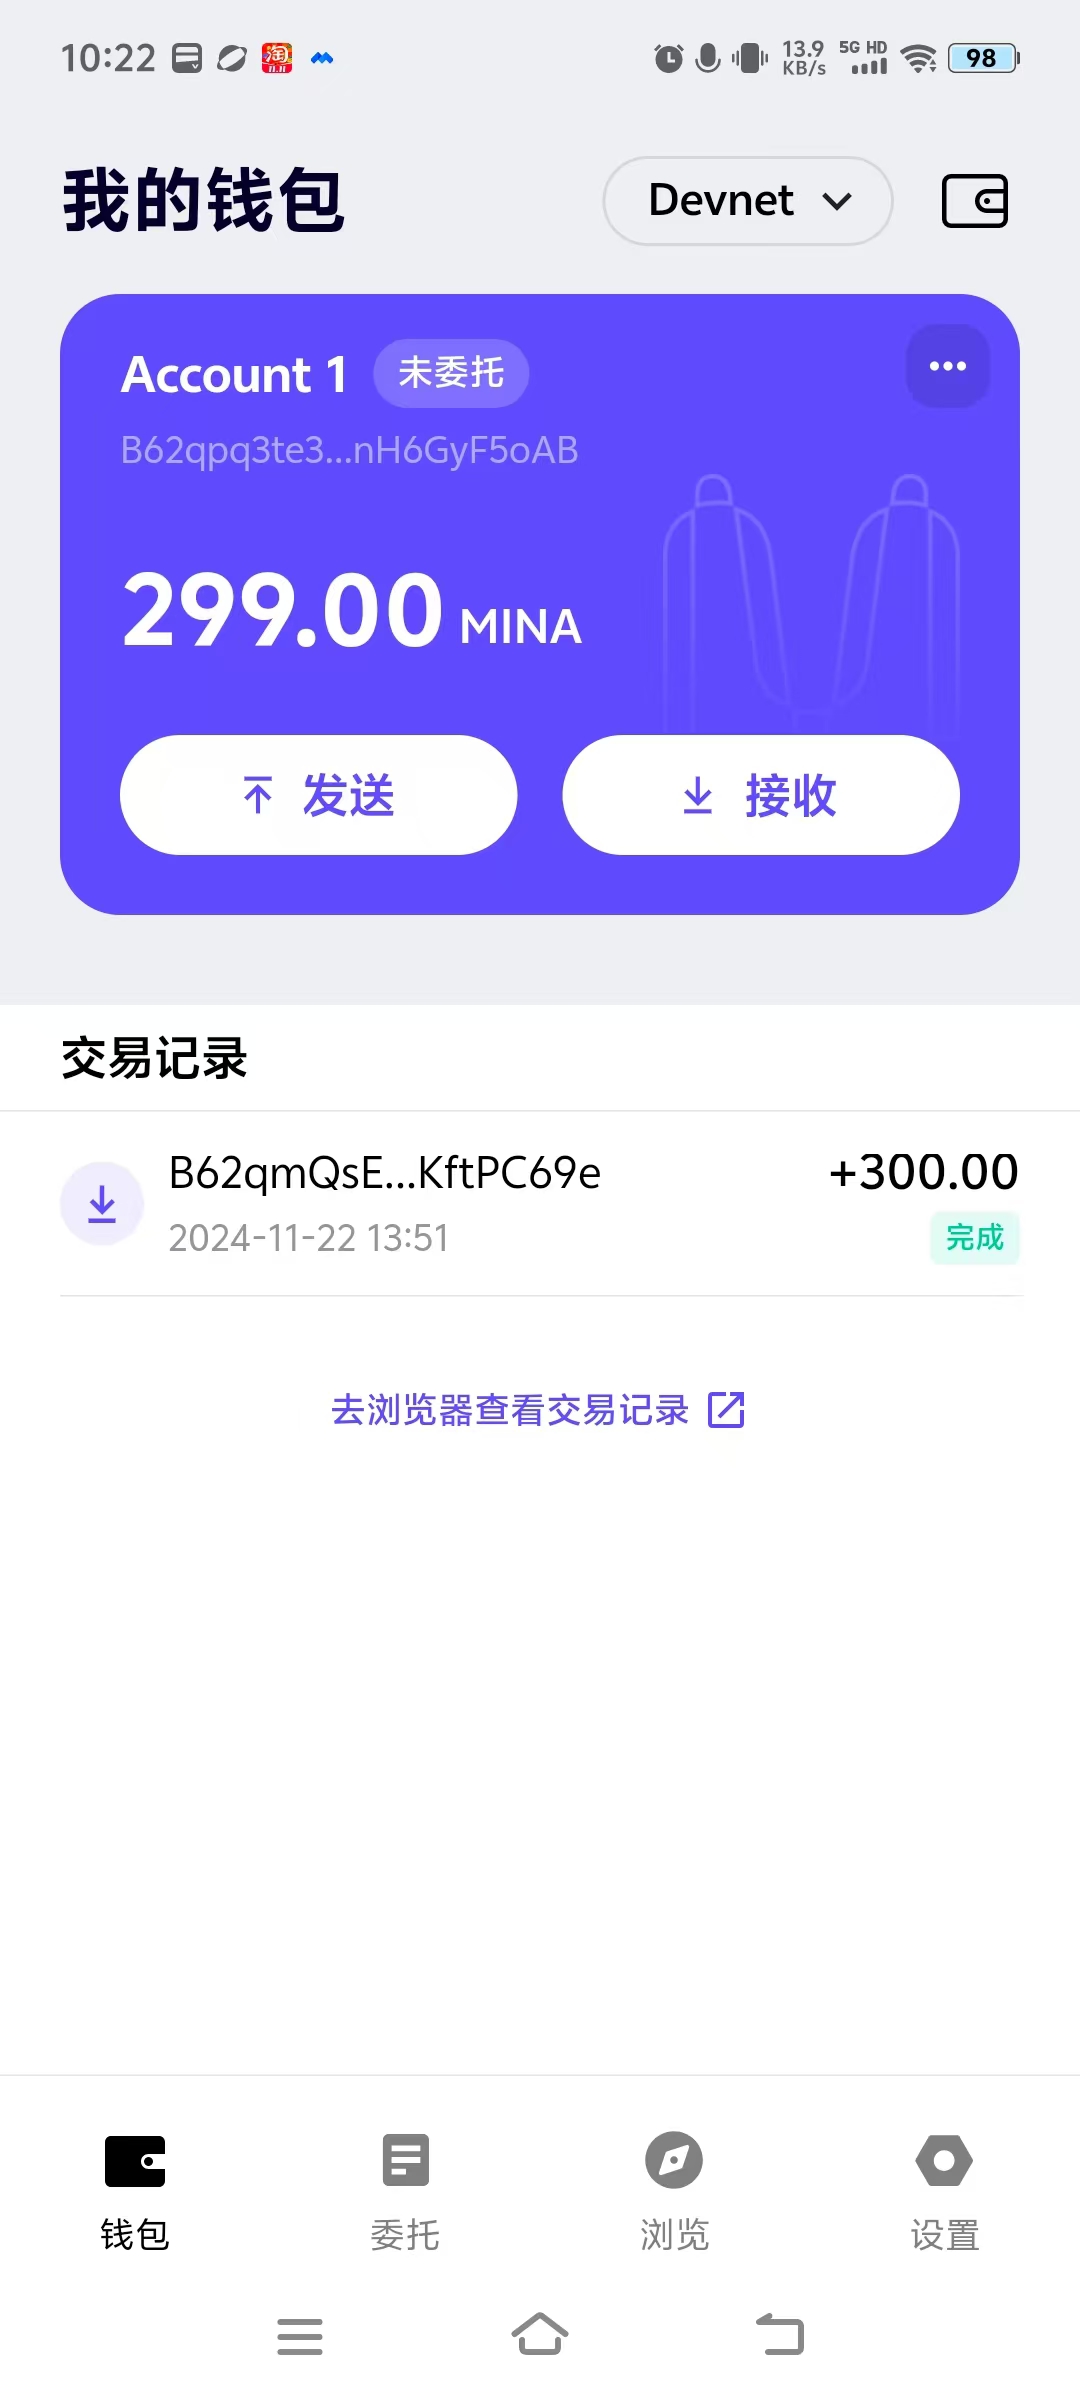 10:22 淘 11.11 13.9 KB/s 5G HD 98
我的钱包 Devnet
Account 1 未委托
B62qpq3te3...nH6GyF5oAB
299.00 MINA
发送 接收
交易记录
B62qmQsE...KftPC69e +300.00
2024-11-22 13:51 完成
去浏览器查看交易记录
钱包 委托 浏览 设置